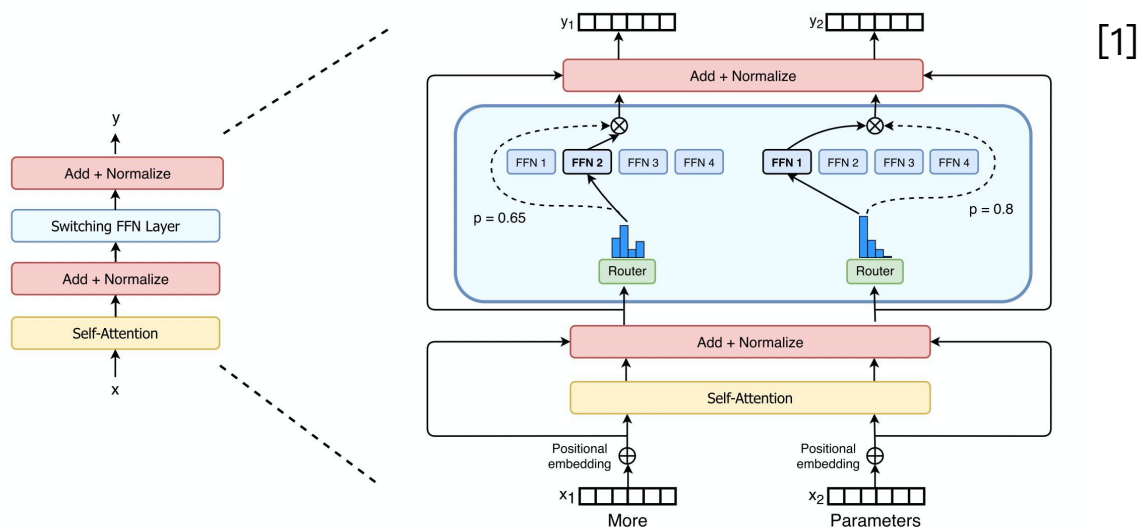 [1]
y
Add + Normalize
Switching FFN Layer
Add + Normalize
Self-Attention
x
y1
y2
Add + Normalize
FFN 1 FFN 2 FFN 3 FFN 4
FFN 1 FFN 2 FFN 3 FFN 4
p = 0.65
p = 0.8
Router
Router
Add + Normalize
Self-Attention
Positional
embedding
Positional
embedding
x1
x2
More
Parameters